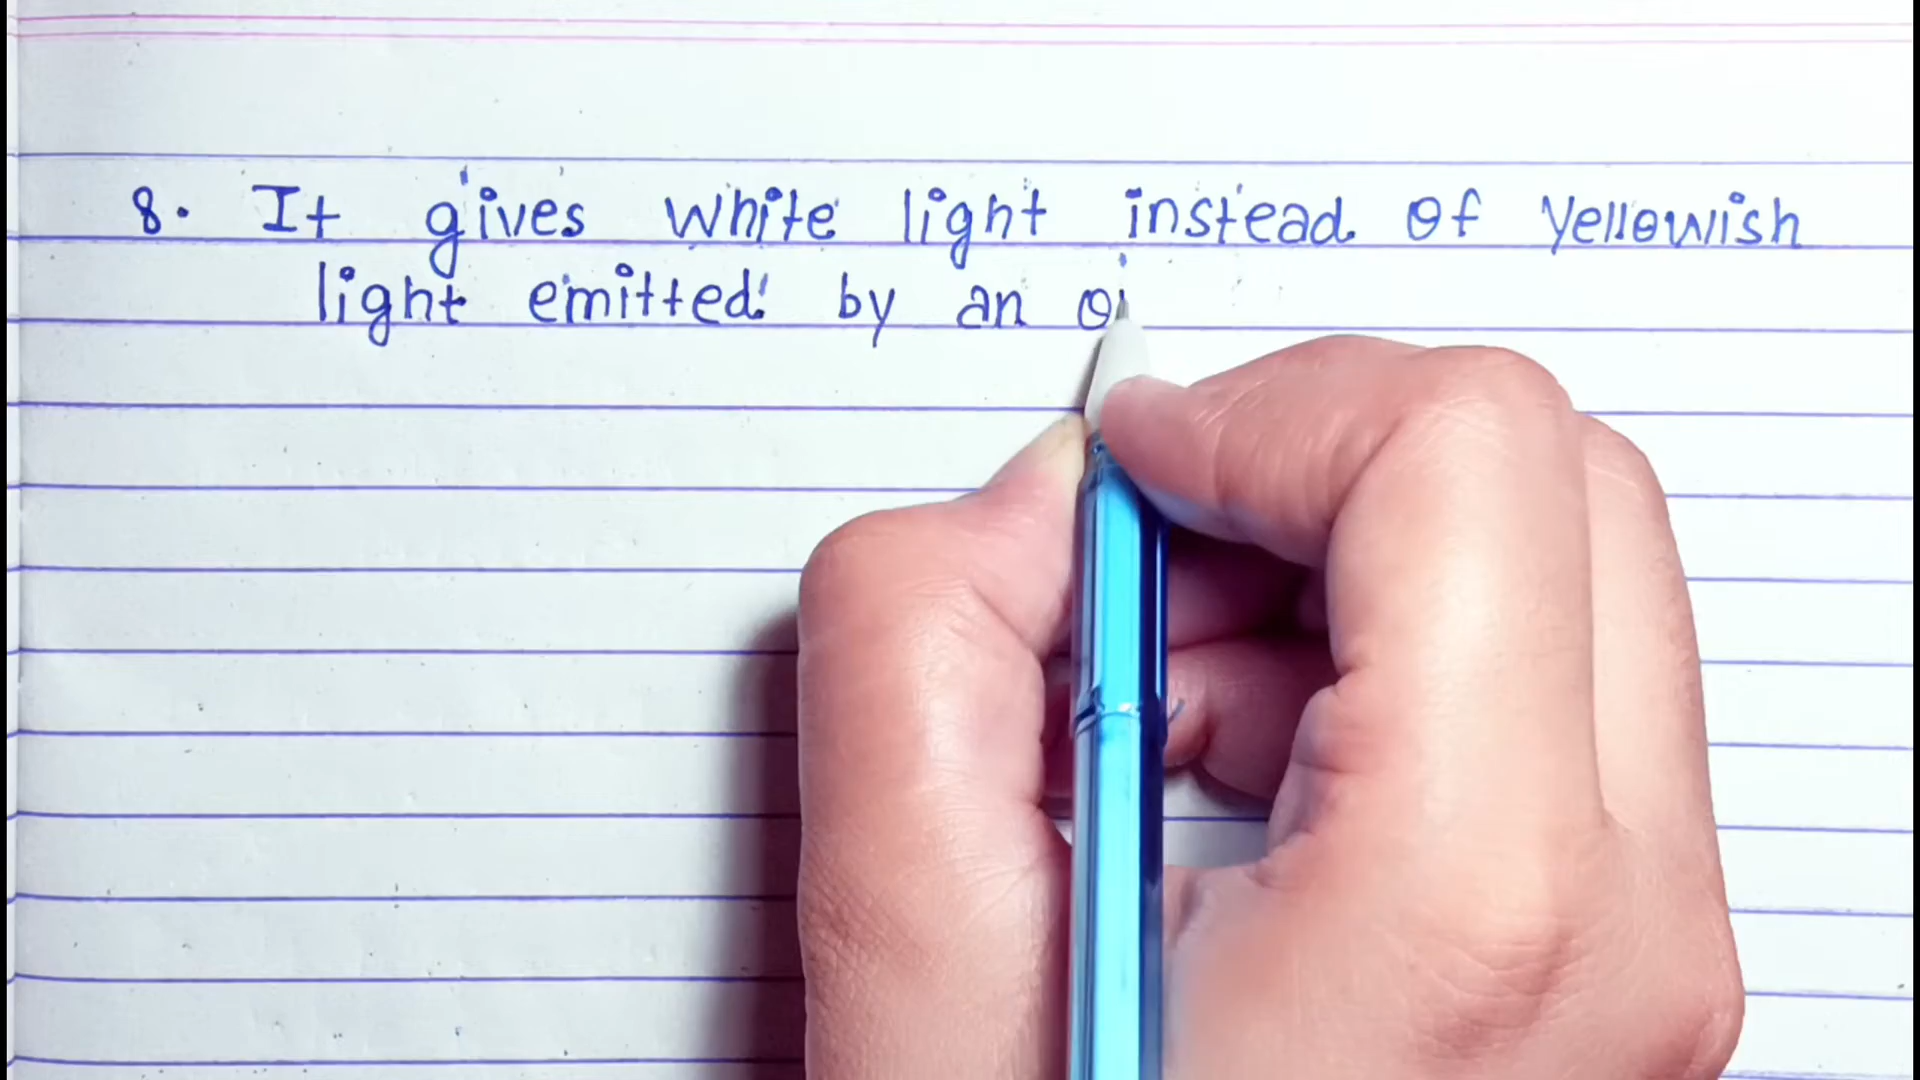 8. It gives white light instead of yellowish
light emitted by an